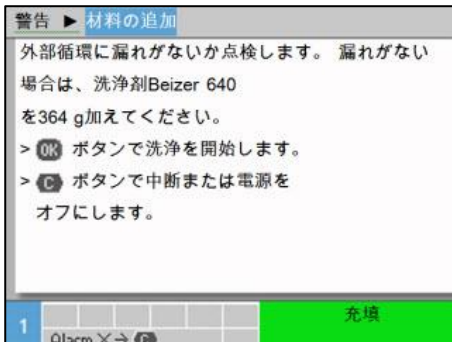 警告 ▶ 材料の追加
外部循環に漏れがないか点検します。 漏れがない
場合は、洗浄剤Beizer 640
を364 g加えてください。
> OK ボタンで洗浄を開始します。
> C ボタンで中断または電源を
オフにします。
充填
1
Alarm X→ C